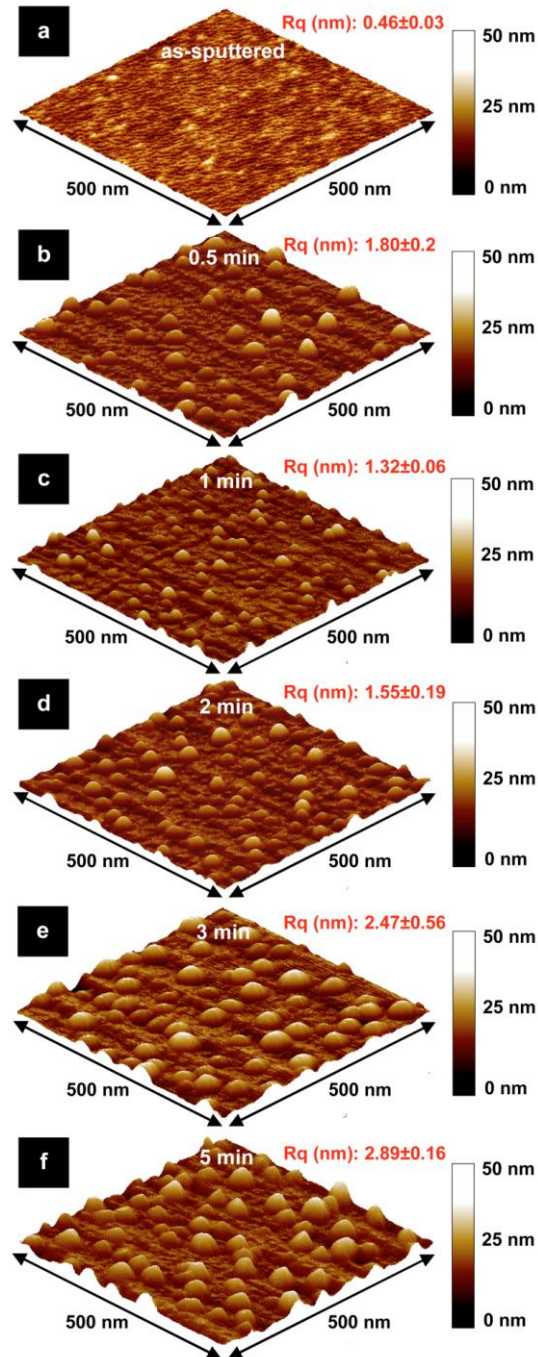 a
Rq (nm): 0.46±0.03
as-sputtered
50 nm
25 nm
0 nm
500 nm
500 nm
b
Rq (nm): 1.80±0.2
0.5 min
50 nm
25 nm
0 nm
500 nm
500 nm
c
Rq (nm): 1.32±0.06
1 min
50 nm
25 nm
0 nm
500 nm
500 nm
d
Rq (nm): 1.55±0.19
2 min
50 nm
25 nm
0 nm
500 nm
500 nm
e
Rq (nm): 2.47±0.56
3 min
50 nm
25 nm
0 nm
500 nm
500 nm
f
Rq (nm): 2.89±0.16
5 min
50 nm
25 nm
0 nm
500 nm
500 nm